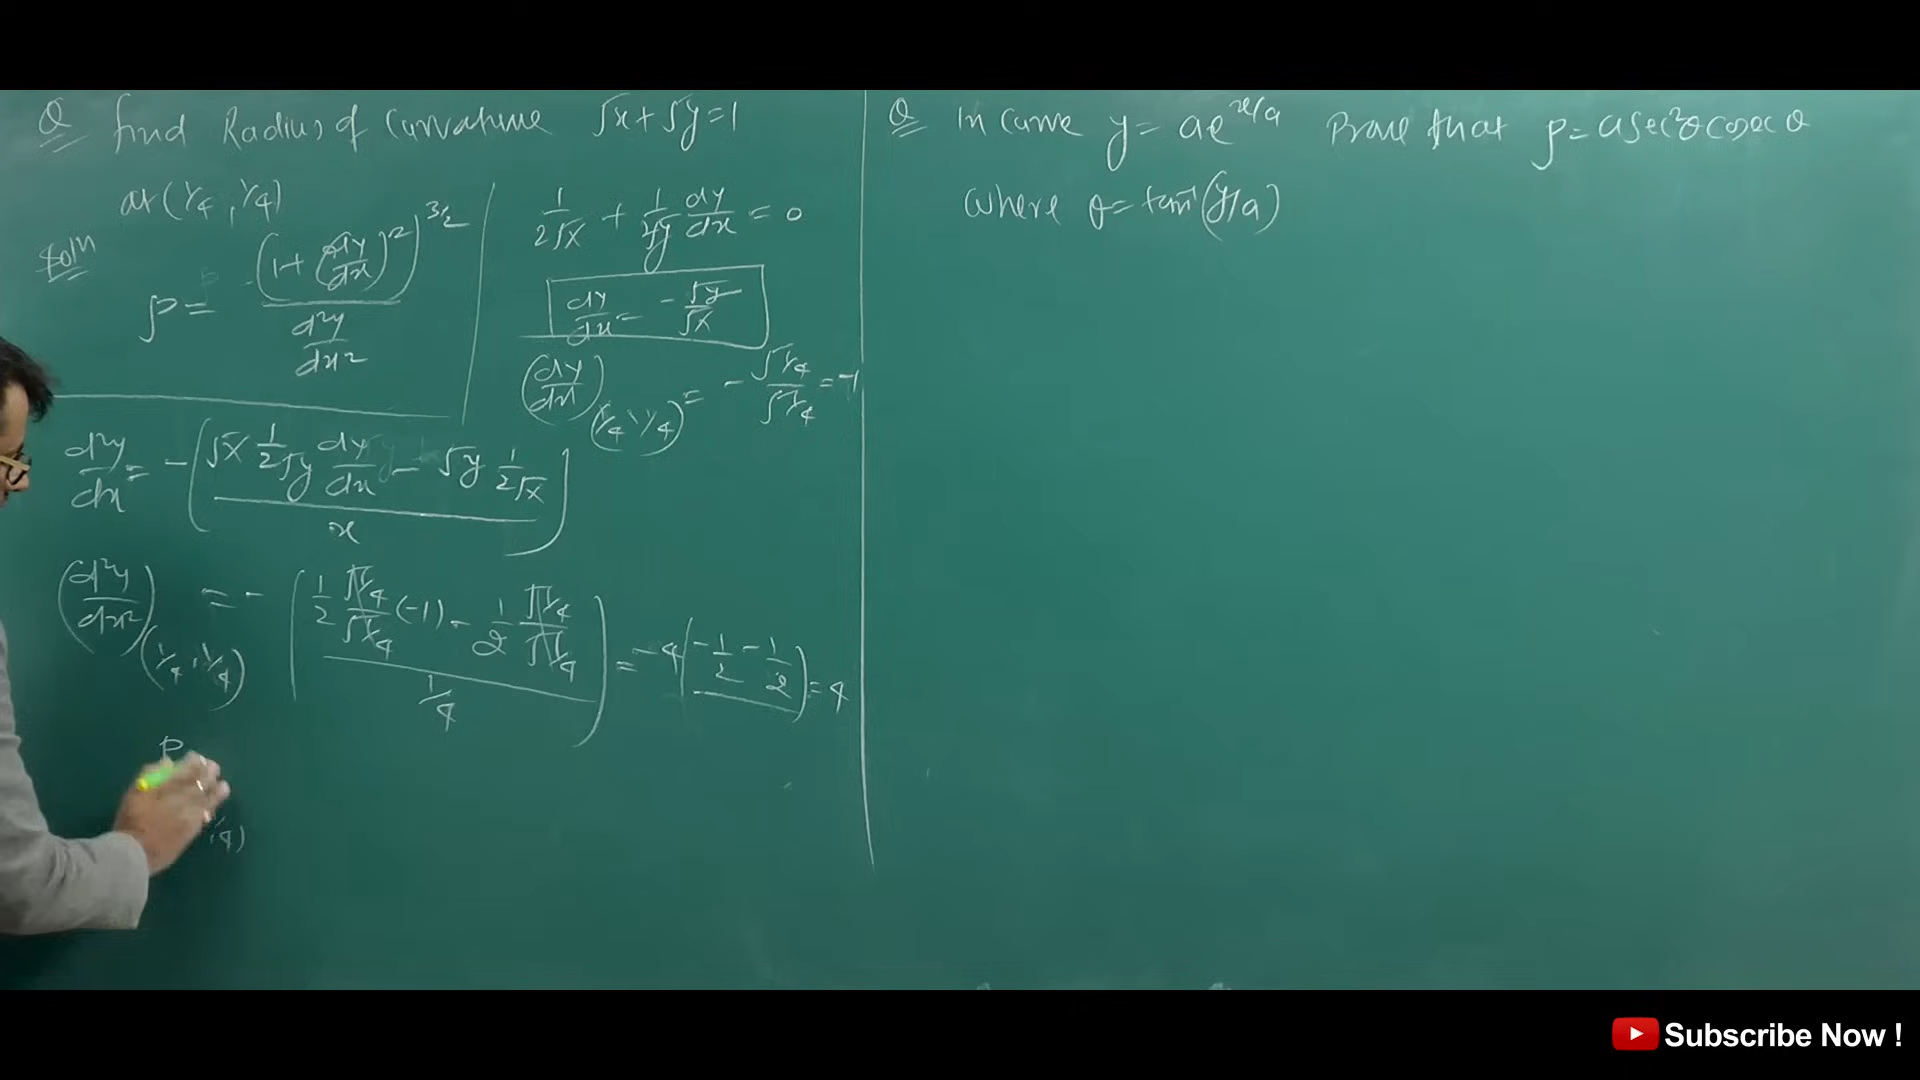 Q Find Radius of Curvature √x + √y = 1
at (1/4, 1/4)
Soln
ρ = (1 + (dy/dx)²)^3/2 / d²y/dx²
1/2√x + 1/2√y dy/dx = 0
dy/dx = - √y/√x
(dy/dx)(1/4, 1/4) = - √1/4 / √1/4 = -1
d²y/dx = - (√x 1/2√y dy/dx - √y 1/2√x / x)
(d²y/dx²)(1/4, 1/4) = - (1/2 √1/4/√1/4 (-1) - 1/2 √1/4/√1/4 / 1/4) = -4(-1/2 - 1/2) = 4
Q In Curve y = ae^x/a Prove that ρ = a sec²θ cosec θ
where θ = tan⁻¹(y/a)
Subscribe Now !